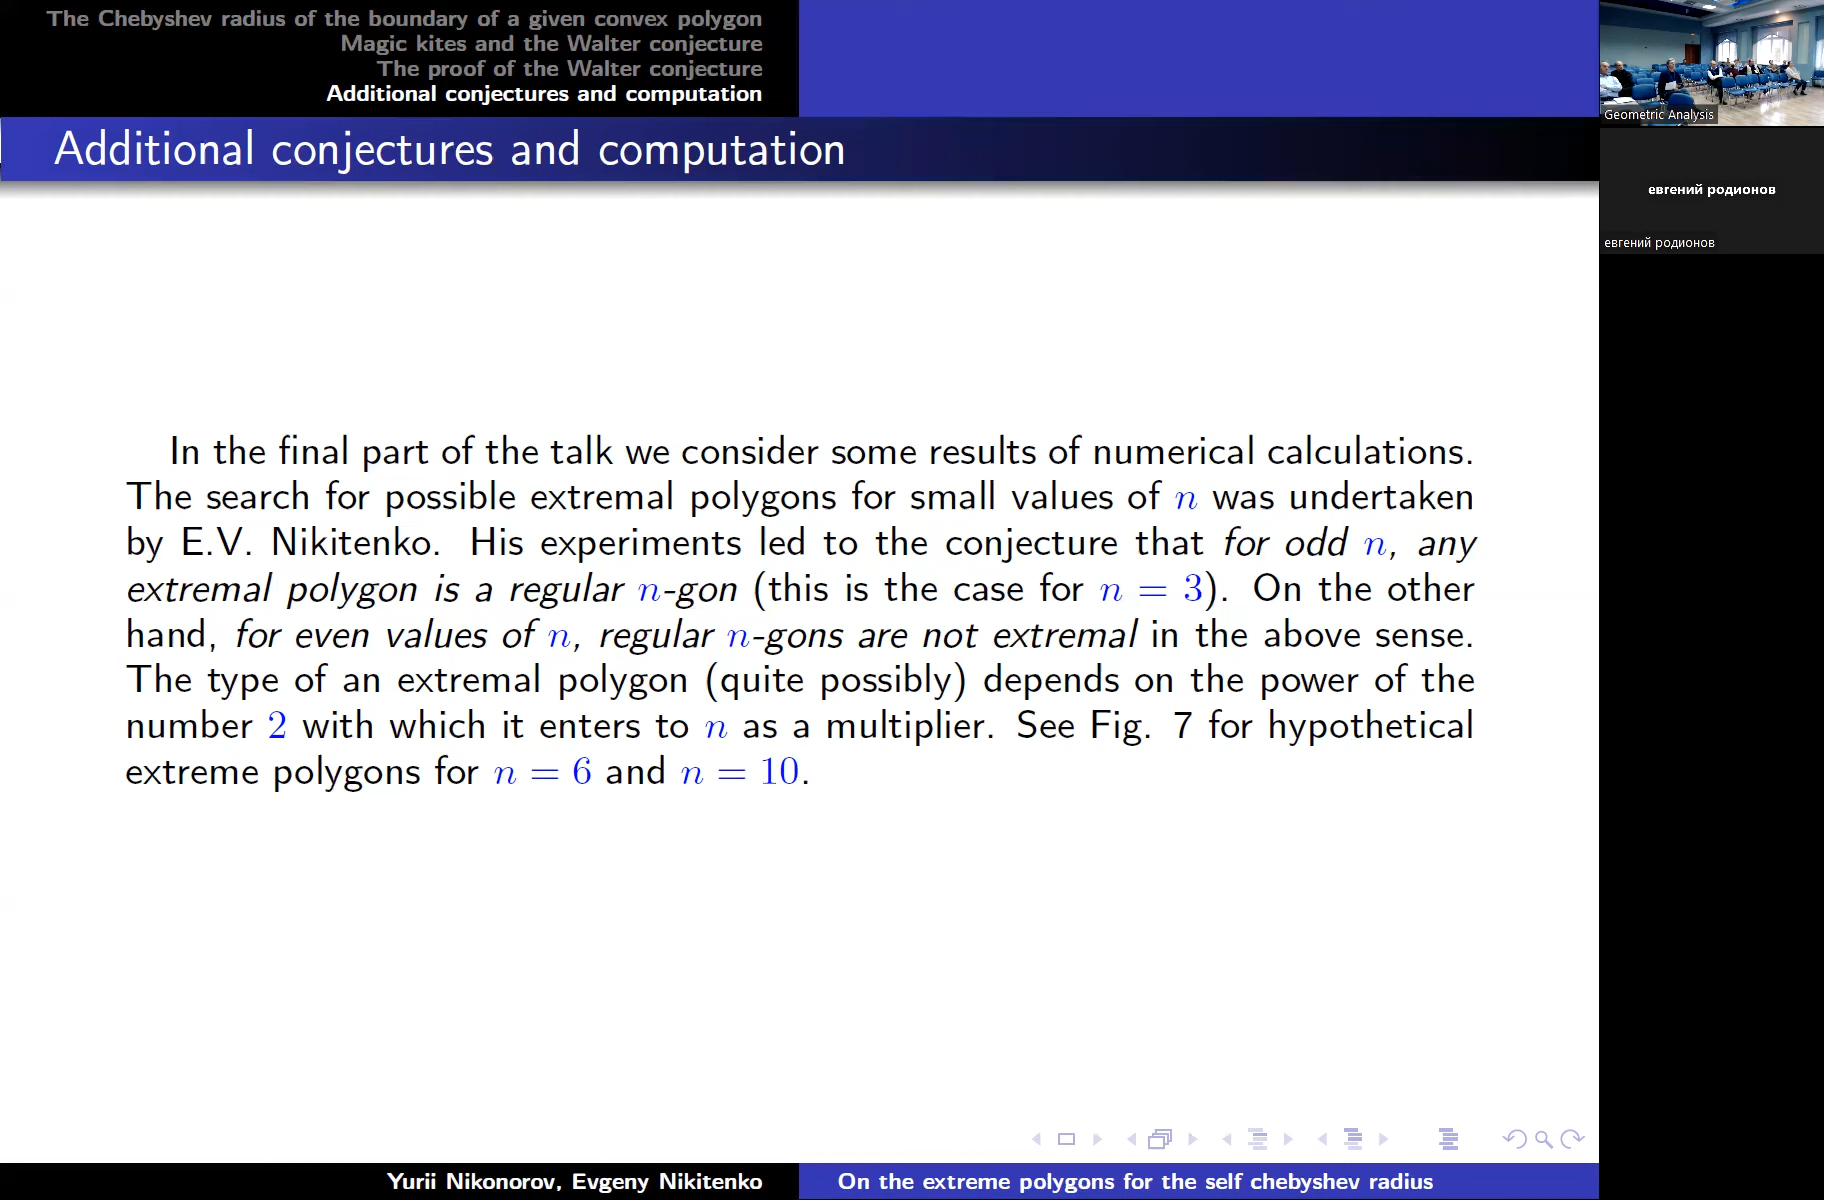 The Chebyshev radius of the boundary of a given convex polygon
Magic kites and the Walter conjecture
The proof of the Walter conjecture
Additional conjectures and computation
Additional conjectures and computation
In the final part of the talk we consider some results of numerical calculations.
The search for possible extremal polygons for small values of n was undertaken
by E.V. Nikitenko. His experiments led to the conjecture that for odd n, any
extremal polygon is a regular n-gon (this is the case for n = 3). On the other
hand, for even values of n, regular n-gons are not extremal in the above sense.
The type of an extremal polygon (quite possibly) depends on the power of the
number 2 with which it enters to n as a multiplier. See Fig. 7 for hypothetical
extreme polygons for n = 6 and n = 10.
Yurii Nikonorov, Evgeny Nikitenko
On the extreme polygons for the self chebyshev radius
Geometric Analysis
евгений родионов
евгений родионов